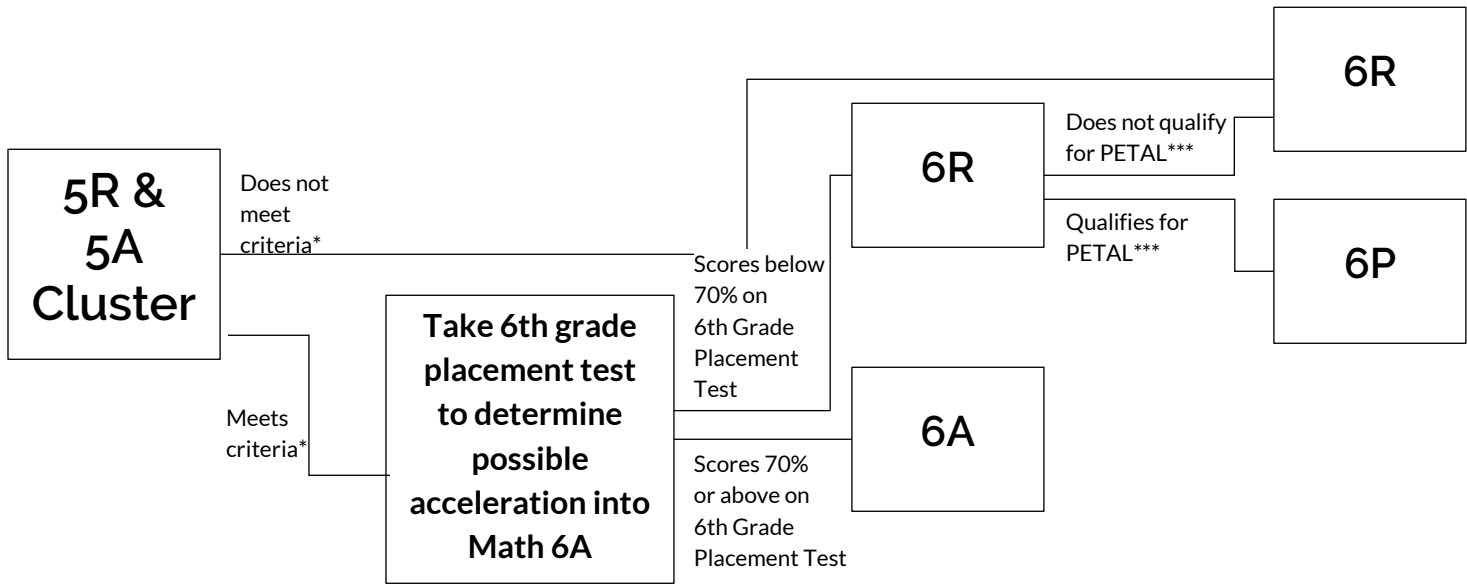 5R &
5A
Cluster
Does not
meet
criteria*
Meets
criteria*
Take 6th grade
placement test
to determine
possible
acceleration into
Math 6A
Scores below
70% on
6th Grade
Placement
Test
Scores 70%
or above on
6th Grade
Placement Test
6R
6A
Does not qualify
for PETAL***
Qualifies for
PETAL***
6R
6P